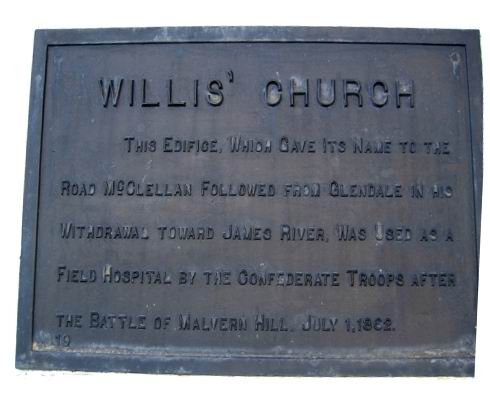 WILLIS' CHURCH
THIS EDIFICE, WHICH GAVE ITS NAME TO THE
ROAD MCCLELLAN FOLLOWED FROM GLENDALE IN HIS
WITHDRAWAL TOWARD JAMES RIVER, WAS USED AS A
FIELD HOSPITAL BY THE CONFEDERATE TROOPS AFTER
THE BATTLE OF MALVERN HILL, JULY 1, 1862.
19